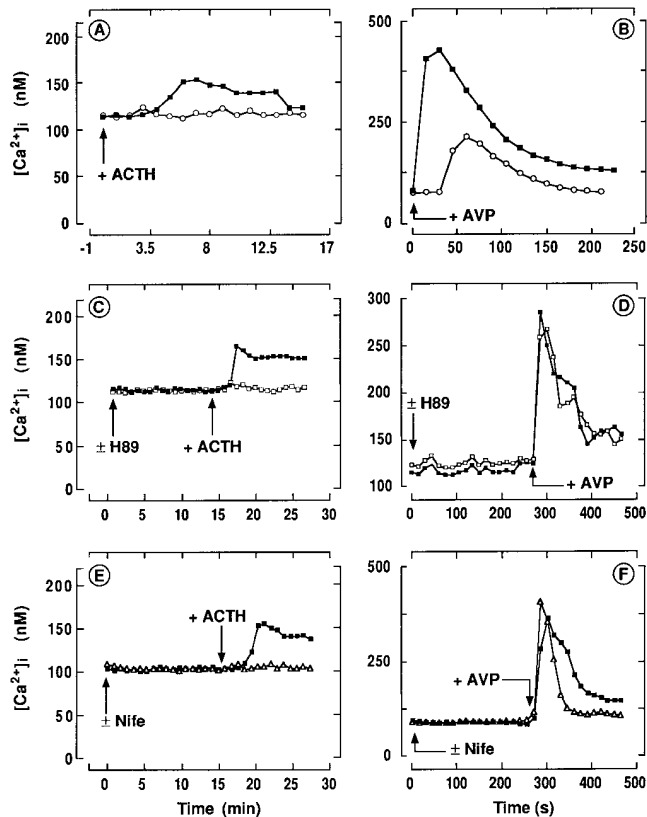 A
200
150
100
50
0
[Ca²⁺]i (nM)
+ ACTH
-1 3.5 8 12.5 17
B
500
250
0
+ AVP
0 50 100 150 200 250
C
200
150
100
50
0
[Ca²⁺]i (nM)
± H89
+ ACTH
0 5 10 15 20 25 30
D
300
250
200
150
100
± H89
+ AVP
0 100 200 300 400 500
E
200
150
100
50
0
[Ca²⁺]i (nM)
+ ACTH
± Nife
0 5 10 15 20 25 30
Time (min)
F
500
250
0
+ AVP
± Nife
0 100 200 300 400 500
Time (s)